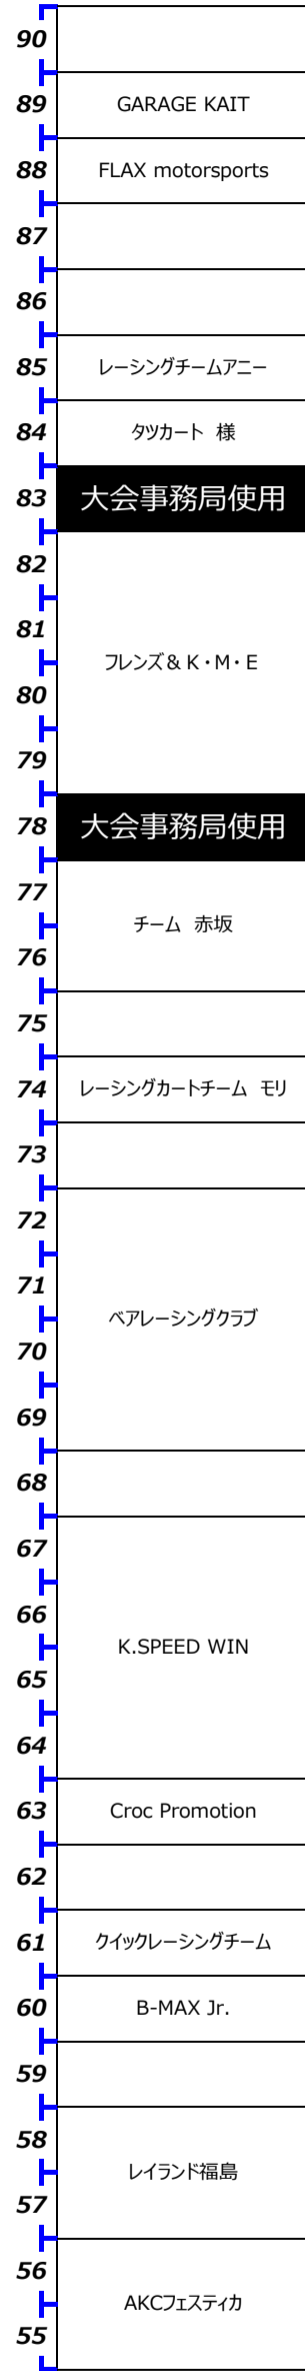 90
89 GARAGE KAIT
88 FLAX motorsports
87
86
85 レーシングチームアニー
84 タツカート 様
83 大会事務局使用
82
81
フレンズ＆K・M・E
80
79
78 大会事務局使用
77
チーム 赤坂
76
75
74 レーシングカートチーム モリ
73
72
71
ベアレーシングクラブ
70
69
68
67
66
K.SPEED WIN
65
64
63 Croc Promotion
62
61 クイックレーシングチーム
60 B-MAX Jr.
59
58
レイランド福島
57
56
AKCフェスティカ
55